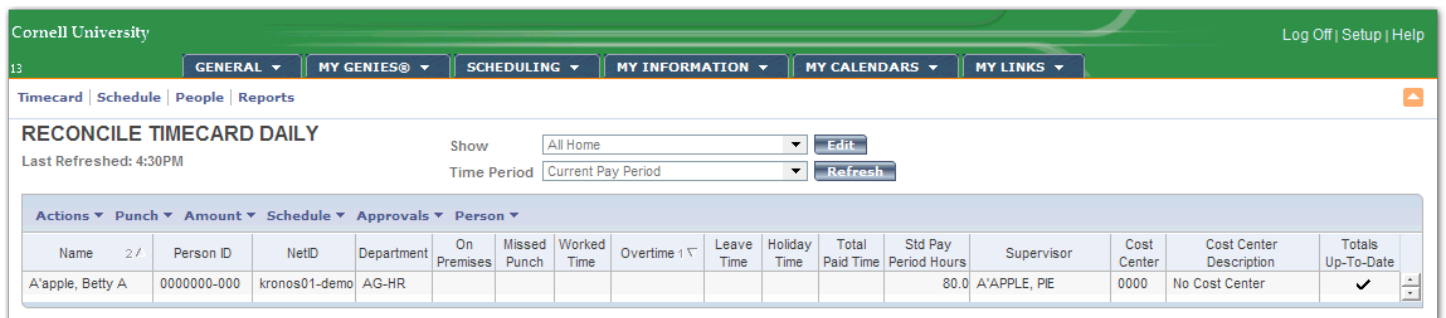 Cornell University
Log Off | Setup | Help
13
GENERAL MY GENIES® SCHEDULING MY INFORMATION MY CALENDARS MY LINKS
Timecard | Schedule | People | Reports
RECONCILE TIMECARD DAILY
Last Refreshed: 4:30PM
Show All Home Edit
Time Period Current Pay Period Refresh
Actions Punch Amount Schedule Approvals Person
Name 2 Person ID NetID Department On Premises Missed Punch Worked Time Overtime 1 Leave Time Holiday Time Total Paid Time Std Pay Period Hours Supervisor Cost Center Cost Center Description Totals Up-To-Date
A'apple, Betty A 0000000-000 kronos01-demo AG-HR 80.0 A'APPLE, PIE 0000 No Cost Center